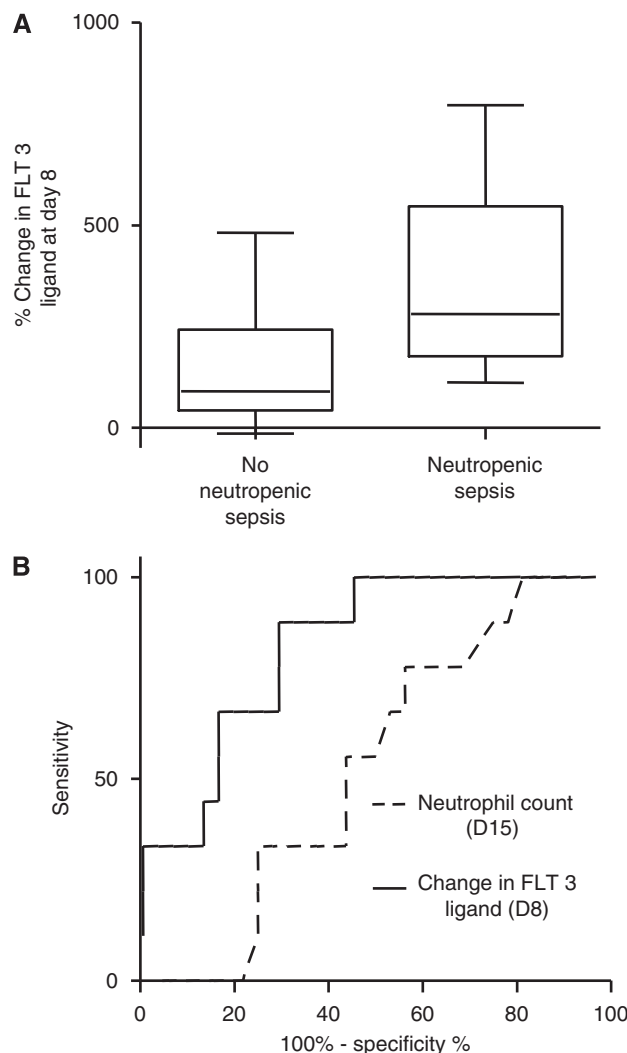 A
1000
500
0
% Change in FLT 3
ligand at day 8
No
neutropenic
sepsis
Neutropenic
sepsis
B
100
50
0
Sensitivity
Neutrophil count
(D15)
Change in FLT 3
ligand (D8)
0 20 40 60 80 100
100% - specificity %